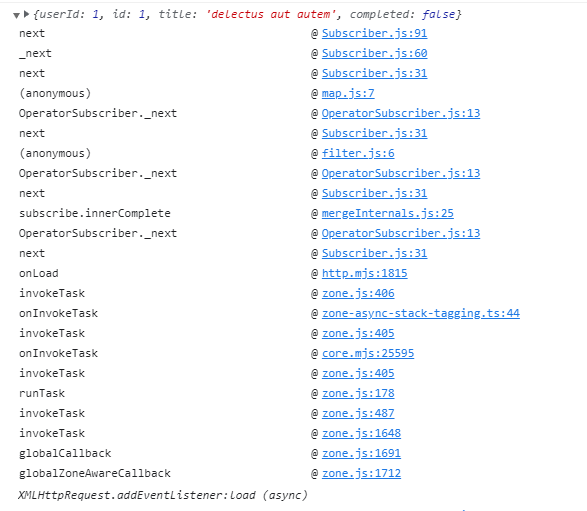 {userId: 1, id: 1, title: 'delectus aut autem', completed: false}
next @ Subscriber.js:91
_next @ Subscriber.js:60
next @ Subscriber.js:31
(anonymous) @ map.js:7
OperatorSubscriber._next @ OperatorSubscriber.js:13
next @ Subscriber.js:31
(anonymous) @ filter.js:6
OperatorSubscriber._next @ OperatorSubscriber.js:13
next @ Subscriber.js:31
subscribe.innerComplete @ mergeInternals.js:25
OperatorSubscriber._next @ OperatorSubscriber.js:13
next @ Subscriber.js:31
onLoad @ http.mjs:1815
invokeTask @ zone.js:406
onInvokeTask @ zone-async-stack-tagging.ts:44
invokeTask @ zone.js:405
onInvokeTask @ core.mjs:25595
invokeTask @ zone.js:405
runTask @ zone.js:178
invokeTask @ zone.js:487
invokeTask @ zone.js:1648
globalCallback @ zone.js:1691
globalZoneAwareCallback @ zone.js:1712
XMLHttpRequest.addEventListener:load (async)